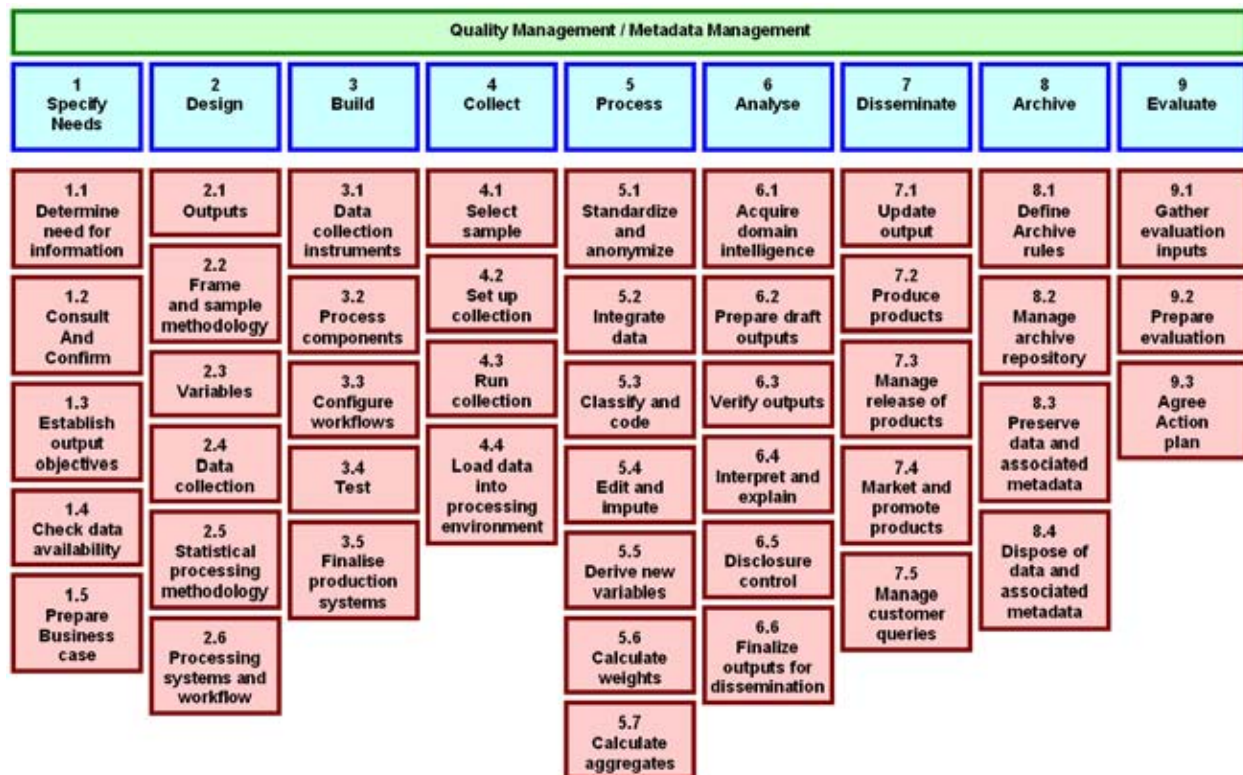 Quality Management / Metadata Management
1
Specify
Needs
2
Design
3
Build
4
Collect
5
Process
6
Analyse
7
Disseminate
8
Archive
9
Evaluate
1.1
Determine
need for
information
1.2
Consult
And
Confirm
1.3
Establish
output
objectives
1.4
Check data
availability
1.5
Prepare
Business
case
2.1
Outputs
2.2
Frame
and sample
methodology
2.3
Variables
2.4
Data
collection
2.5
Statistical
processing
methodology
2.6
Processing
systems and
workflow
3.1
Data
collection
instruments
3.2
Process
components
3.3
Configure
workflows
3.4
Test
3.5
Finalise
production
systems
4.1
Select
sample
4.2
Set up
collection
4.3
Run
collection
4.4
Load data
into
processing
environment
5.1
Standardize
and
anonymize
5.2
Integrate
data
5.3
Classify and
code
5.4
Edit and
impute
5.5
Derive new
variables
5.6
Calculate
weights
5.7
Calculate
aggregates
6.1
Acquire
domain
intelligence
6.2
Prepare draft
outputs
6.3
Verify outputs
6.4
Interpret and
explain
6.5
Disclosure
control
6.6
Finalize
outputs for
dissemination
7.1
Update
output
7.2
Produce
products
7.3
Manage
release of
products
7.4
Market and
promote
products
7.5
Manage
customer
queries
8.1
Define
Archive
rules
8.2
Manage
archive
repository
8.3
Preserve
data and
associated
metadata
8.4
Dispose of
data and
associated
metadata
9.1
Gather
evaluation
inputs
9.2
Prepare
evaluation
9.3
Agree
Action
plan